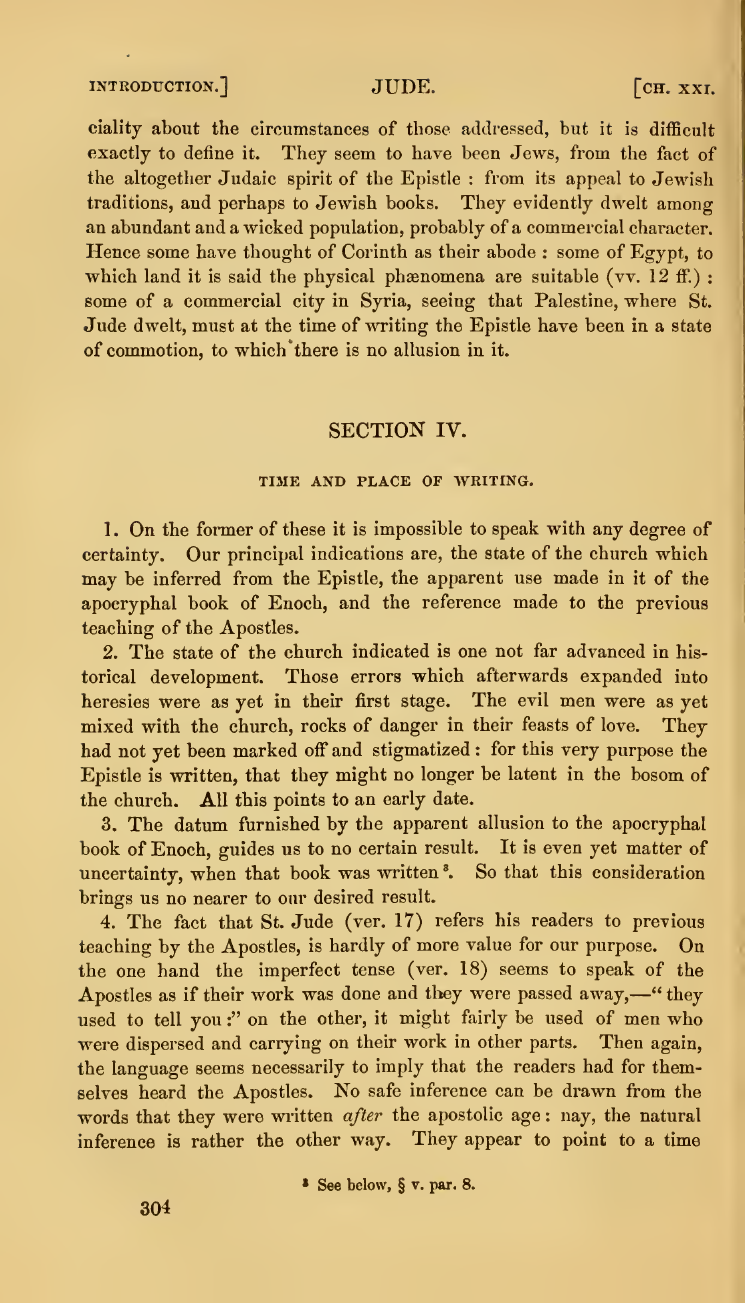 INTRODUCTION.] JUDE. [CH. XXI.
ciality about the circumstances of those addressed, but it is difficult
exactly to define it. They seem to have been Jews, from the fact of
the altogether Judaic spirit of the Epistle : from its appeal to Jewish
traditions, and perhaps to Jewish books. They evidently dwelt among
an abundant and a wicked population, probably of a commercial character.
Hence some have thought of Corinth as their abode : some of Egypt, to
which land it is said the physical phænomena are suitable (vv. 12 ff.) :
some of a commercial city in Syria, seeing that Palestine, where St.
Jude dwelt, must at the time of writing the Epistle have been in a state
of commotion, to which there is no allusion in it.
SECTION IV.
TIME AND PLACE OF WRITING.
1. On the former of these it is impossible to speak with any degree of
certainty. Our principal indications are, the state of the church which
may be inferred from the Epistle, the apparent use made in it of the
apocryphal book of Enoch, and the reference made to the previous
teaching of the Apostles.
2. The state of the church indicated is one not far advanced in his-
torical development. Those errors which afterwards expanded into
heresies were as yet in their first stage. The evil men were as yet
mixed with the church, rocks of danger in their feasts of love. They
had not yet been marked off and stigmatized : for this very purpose the
Epistle is written, that they might no longer be latent in the bosom of
the church. All this points to an early date.
3. The datum furnished by the apparent allusion to the apocryphal
book of Enoch, guides us to no certain result. It is even yet matter of
uncertainty, when that book was written ³. So that this consideration
brings us no nearer to our desired result.
4. The fact that St. Jude (ver. 17) refers his readers to previous
teaching by the Apostles, is hardly of more value for our purpose. On
the one hand the imperfect tense (ver. 18) seems to speak of the
Apostles as if their work was done and they were passed away,—“ they
used to tell you :” on the other, it might fairly be used of men who
were dispersed and carrying on their work in other parts. Then again,
the language seems necessarily to imply that the readers had for them-
selves heard the Apostles. No safe inference can be drawn from the
words that they were written after the apostolic age : nay, the natural
inference is rather the other way. They appear to point to a time
³ See below, § v. par. 8.
304